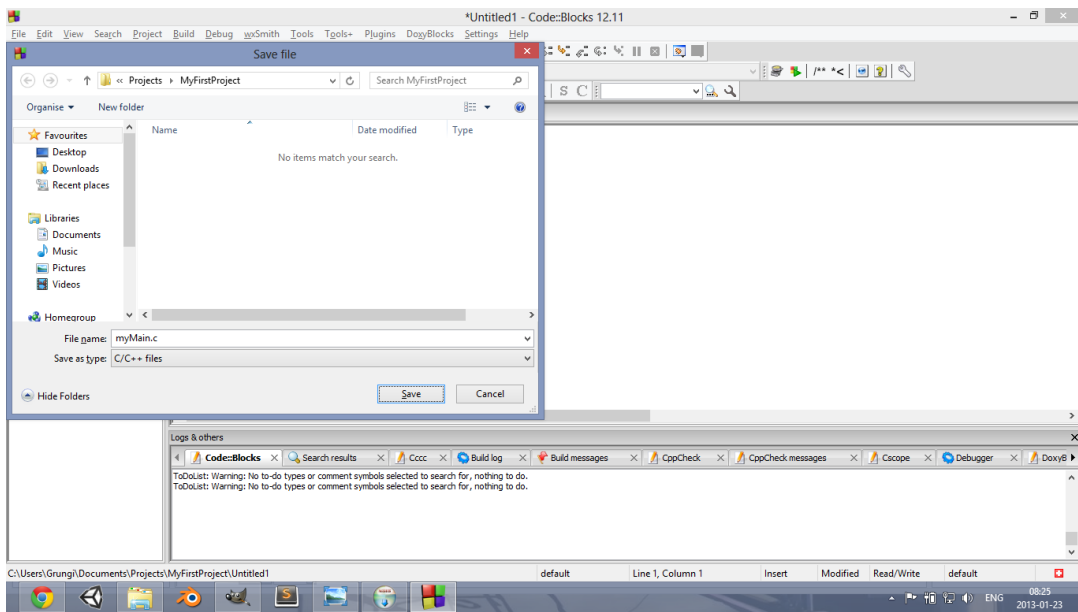 *Untitled1 - Code::Blocks 12.11
File Edit View Search Project Build Debug wxSmith Tools Tools+ Plugins DoxyBlocks Settings Help
Save file
« Projects MyFirstProject
Search MyFirstProject
/** *<
S C
Organise New folder
Name Date modified Type
No items match your search.
Favourites
Desktop
Downloads
Recent places
Libraries
Documents
Music
Pictures
Videos
Homegroup
File name: myMain.c
Save as type: C/C++ files
Hide Folders
Save Cancel
Logs & others
Code::Blocks Search results Cccc Build log Build messages CppCheck CppCheck messages Cscope Debugger DoxyB
ToDoList: Warning: No to-do types or comment symbols selected to search for, nothing to do.
ToDoList: Warning: No to-do types or comment symbols selected to search for, nothing to do.
C:\Users\Grungi\Documents\Projects\MyFirstProject\Untitled1 default Line 1, Column 1 Insert Modified Read/Write default
ENG
08:25
2013-01-23